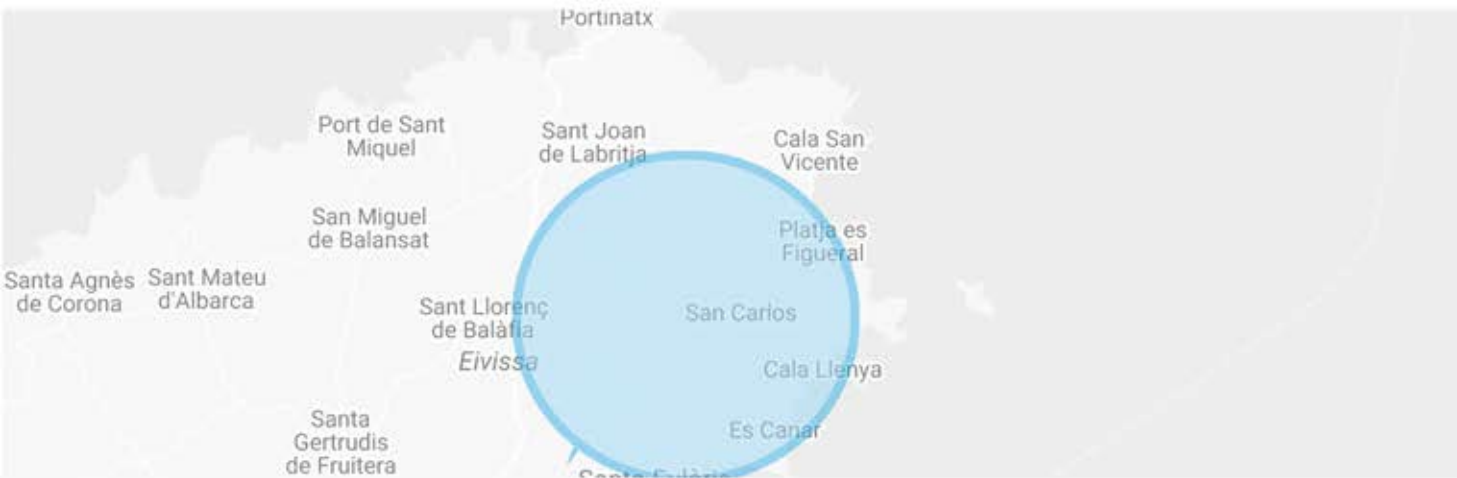 Portinatx
Port de Sant
Miquel
Sant Joan
de Labritja
Cala San
Vicente
San Miguel
de Balansat
Platja es
Figueral
Santa Agnès
de Corona
Sant Mateu
d'Albarca
Sant Llorenç
de Balàfia
San Carlos
Eivissa
Cala Llenya
Santa
Gertrudis
de Fruitera
Es Canar
Santa Eulària